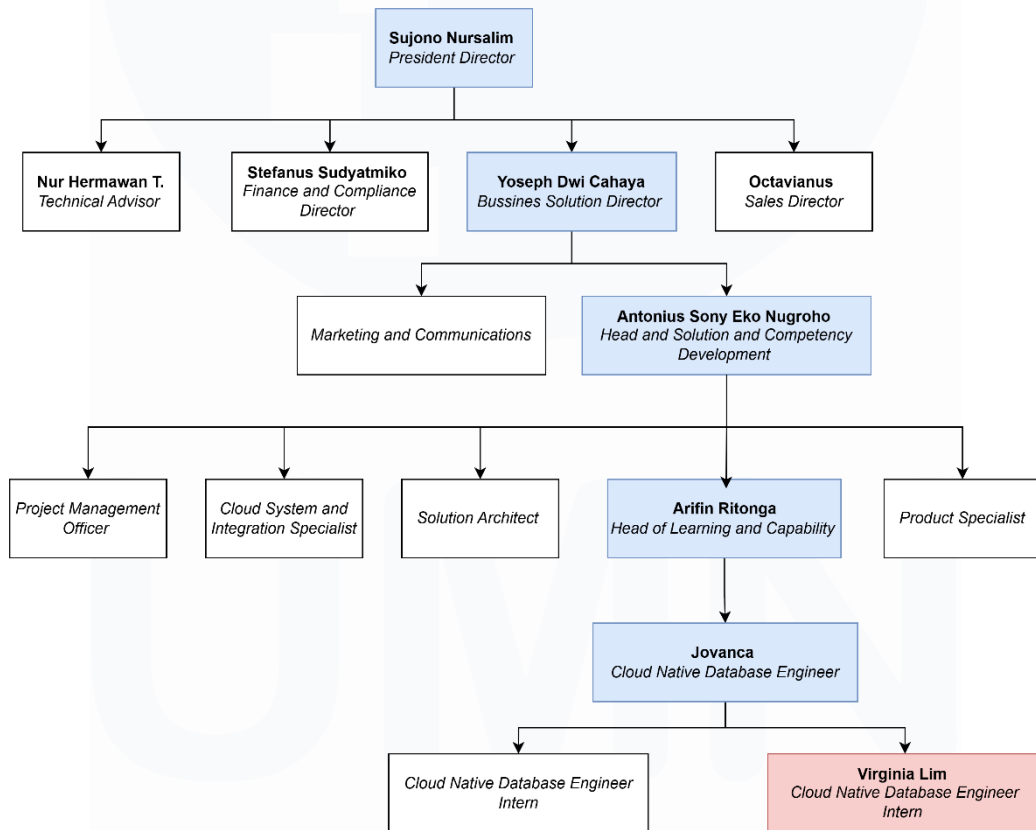 Sujono Nursalim
President Director
Nur Hermawan T.
Technical Advisor
Stefanus Sudyatmiko
Finance and Compliance
Director
Yoseph Dwi Cahaya
Bussines Solution Director
Octavianus
Sales Director
Marketing and Communications
Antonius Sony Eko Nugroho
Head and Solution and Competency
Development
Project Management
Officer
Cloud System and
Integration Specialist
Solution Architect
Arifin Ritonga
Head of Learning and Capability
Product Specialist
Jovanca
Cloud Native Database Engineer
Cloud Native Database Engineer
Intern
Virginia Lim
Cloud Native Database Engineer
Intern
UMN